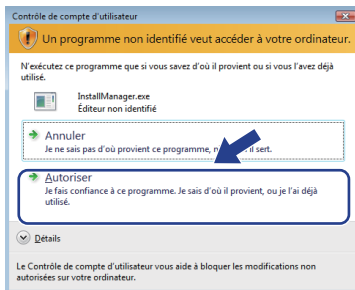 Contrôle de compte d'utilisateur
Un programme non identifié veut accéder à votre ordinateur.
N'exécutez ce programme que si vous savez d'où il provient ou si vous l'avez déjà
utilisé.
InstallManager.exe
Éditeur non identifié
Annuler
Je ne sais pas d'où provient ce programme, il sert.
Autoriser
Je fais confiance à ce programme. Je sais d'où il provient, ou je l'ai déjà
utilisé.
Détails
Le Contrôle de compte d'utilisateur vous aide à bloquer les modifications non
autorisées sur votre ordinateur.